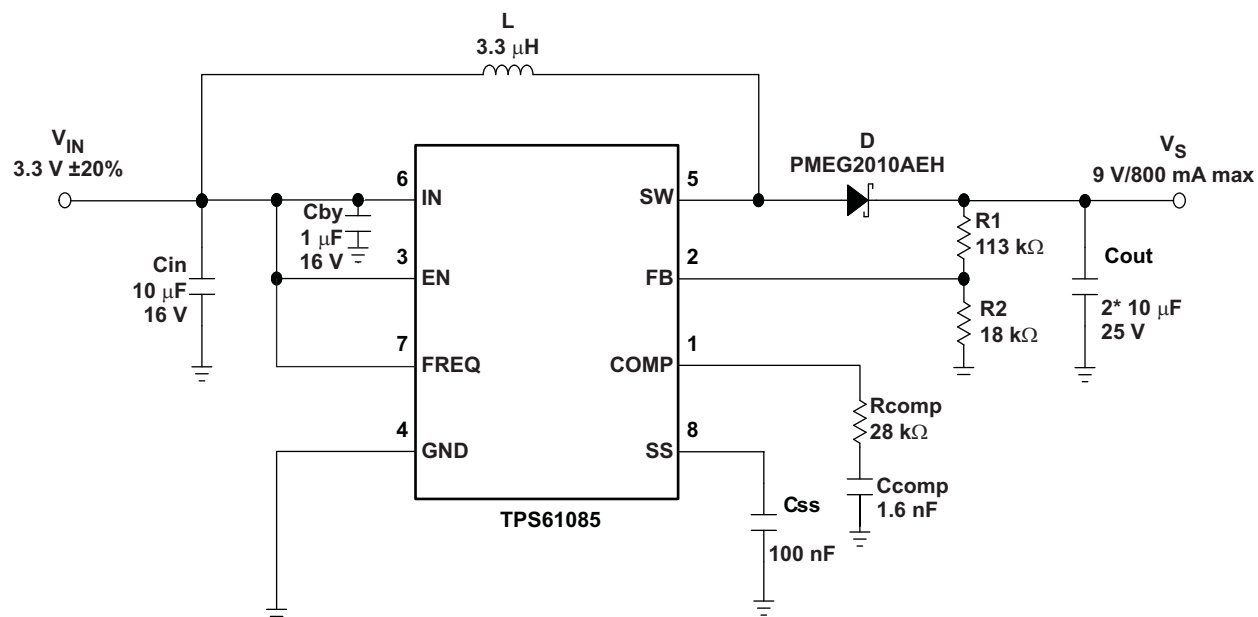 L
3.3 μH
VIN
3.3 V ±20%
D
PMEG2010AEH
VS
9 V/800 mA max
6
IN
SW
5
Cby
1 μF
16 V
R1
113 kΩ
Cin
10 μF
16 V
3
EN
FB
2
Cout
2* 10 μF
25 V
R2
18 kΩ
7
FREQ
COMP
1
Rcomp
28 kΩ
4
GND
SS
8
Ccomp
1.6 nF
Css
100 nF
TPS61085